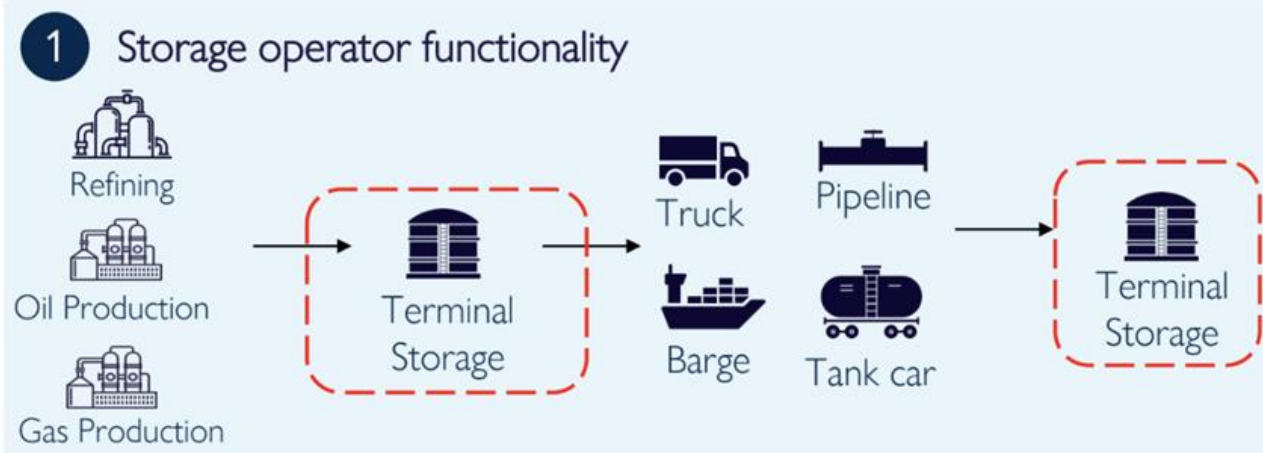 1 Storage operator functionality
Refining
Oil Production
Gas Production
Terminal
Storage
Truck
Pipeline
Barge
Tank car
Terminal
Storage